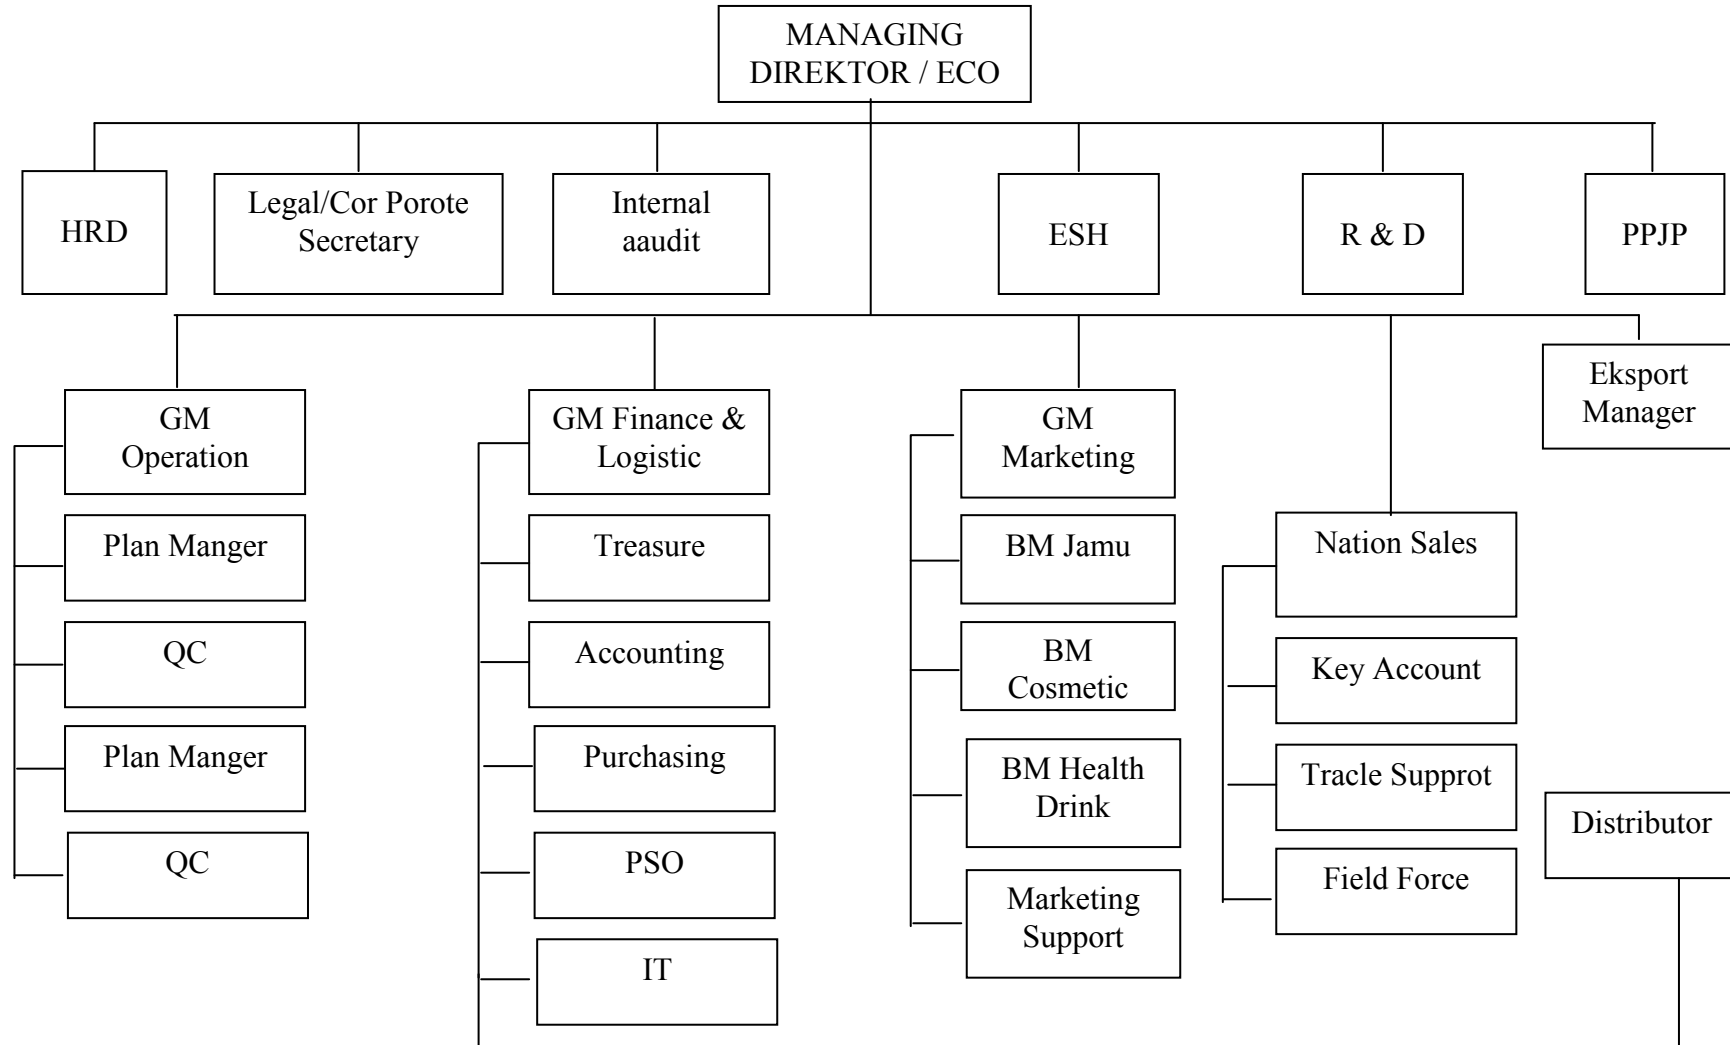 MANAGING
DIREKTOR / ECO
HRD
Legal/Cor Porote
Secretary
Internal
aaudit
ESH
R & D
PPJP
GM
Operation
GM Finance &
Logistic
GM
Marketing
Eksport
Manager
Plan Manger
Treasure
BM Jamu
Nation Sales
QC
Accounting
BM
Cosmetic
Key Account
Plan Manger
Purchasing
BM Health
Drink
Tracle Supprot
Distributor
QC
PSO
Marketing
Support
Field Force
IT